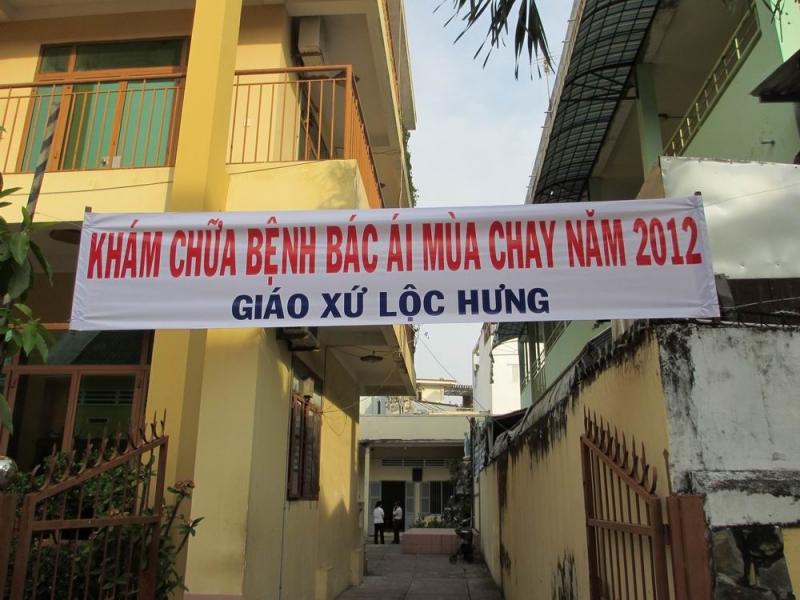 KHÁM CHỮA BỆNH BÁC ÁI MÙA CHAY NĂM 2012
GIÁO XỨ LỘC HƯNG